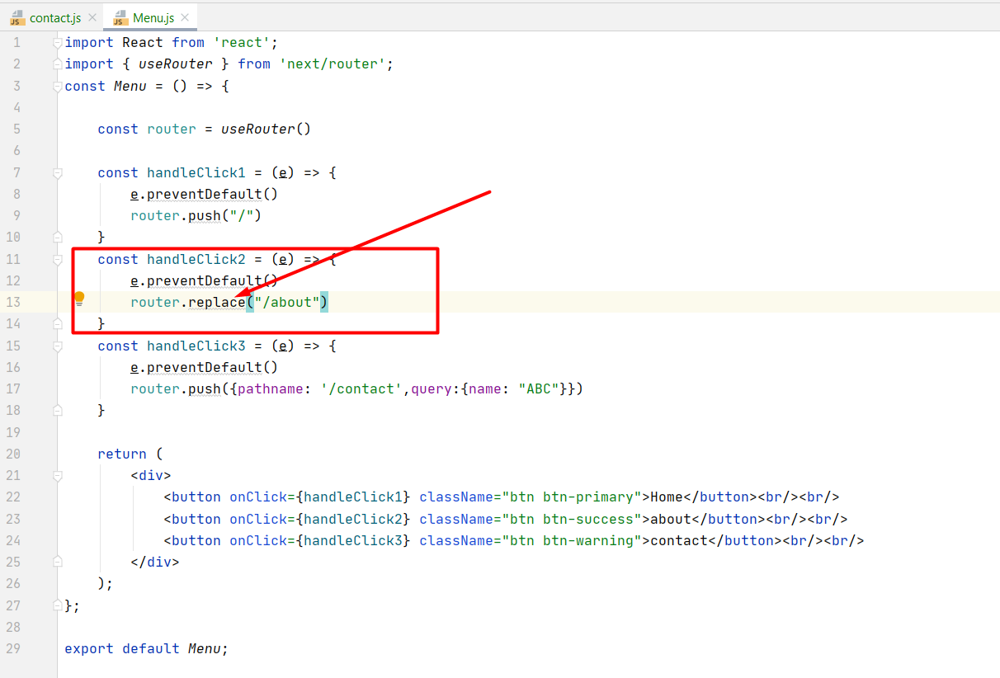 contact.js
Menu.js
1 import React from 'react';
2 import { useRouter } from 'next/router';
3 const Menu = () => {
4
5     const router = useRouter()
6
7     const handleClick1 = (e) => {
8         e.preventDefault()
9         router.push("/")
10     }
11     const handleClick2 = (e) => {
12         e.preventDefault()
13         router.replace("/about")
14     }
15     const handleClick3 = (e) => {
16         e.preventDefault()
17         router.push({pathname: '/contact',query:{name: "ABC"}})
18     }
19
20     return (
21         <div>
22             <button onClick={handleClick1} className="btn btn-primary">Home</button><br/><br/>
23             <button onClick={handleClick2} className="btn btn-success">about</button><br/><br/>
24             <button onClick={handleClick3} className="btn btn-warning">contact</button><br/><br/>
25         </div>
26     );
27 };
28
29 export default Menu;